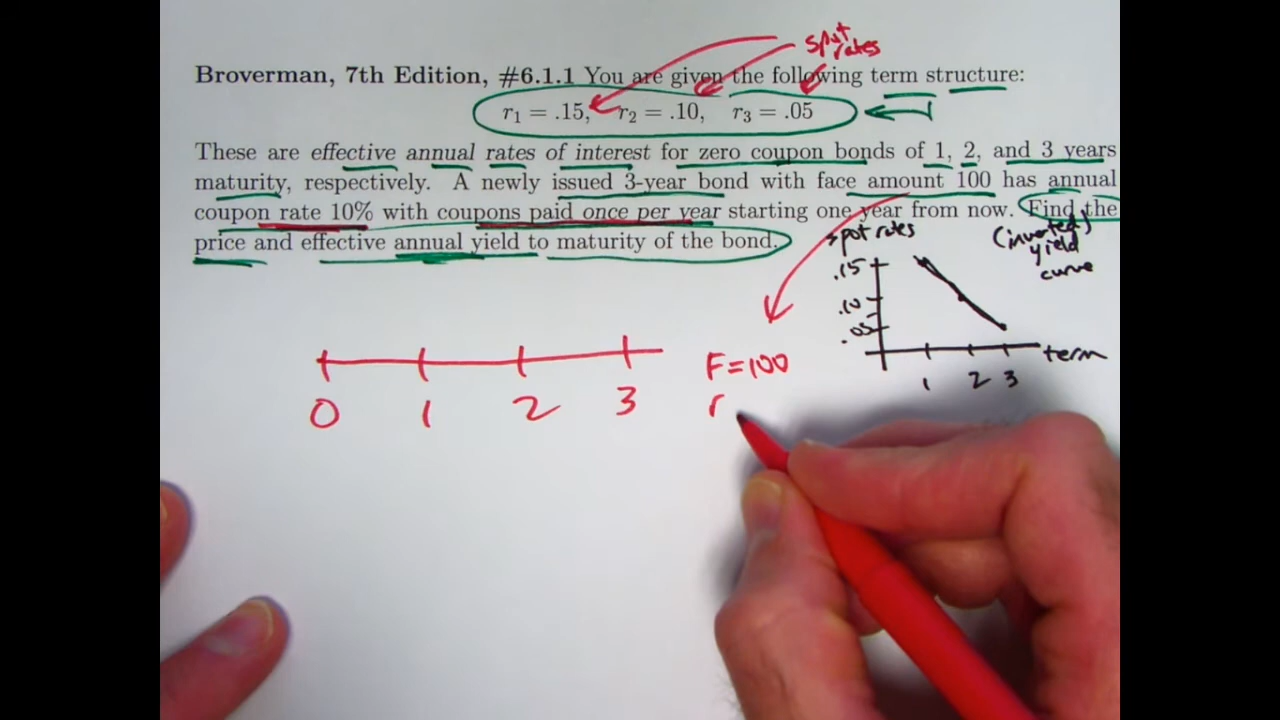 spot
rates
Broverman, 7th Edition, #6.1.1 You are given the following term structure:
r1 = .15, r2 = .10, r3 = .05
These are effective annual rates of interest for zero coupon bonds of 1, 2, and 3 years
maturity, respectively. A newly issued 3-year bond with face amount 100 has annual
coupon rate 10% with coupons paid once per year starting one year from now. Find the
price and effective annual yield to maturity of the bond.
spot rates
(inverted)
yield
curve
.15
.10
.05
term
1 2 3
F=100
0 1 2 3
r